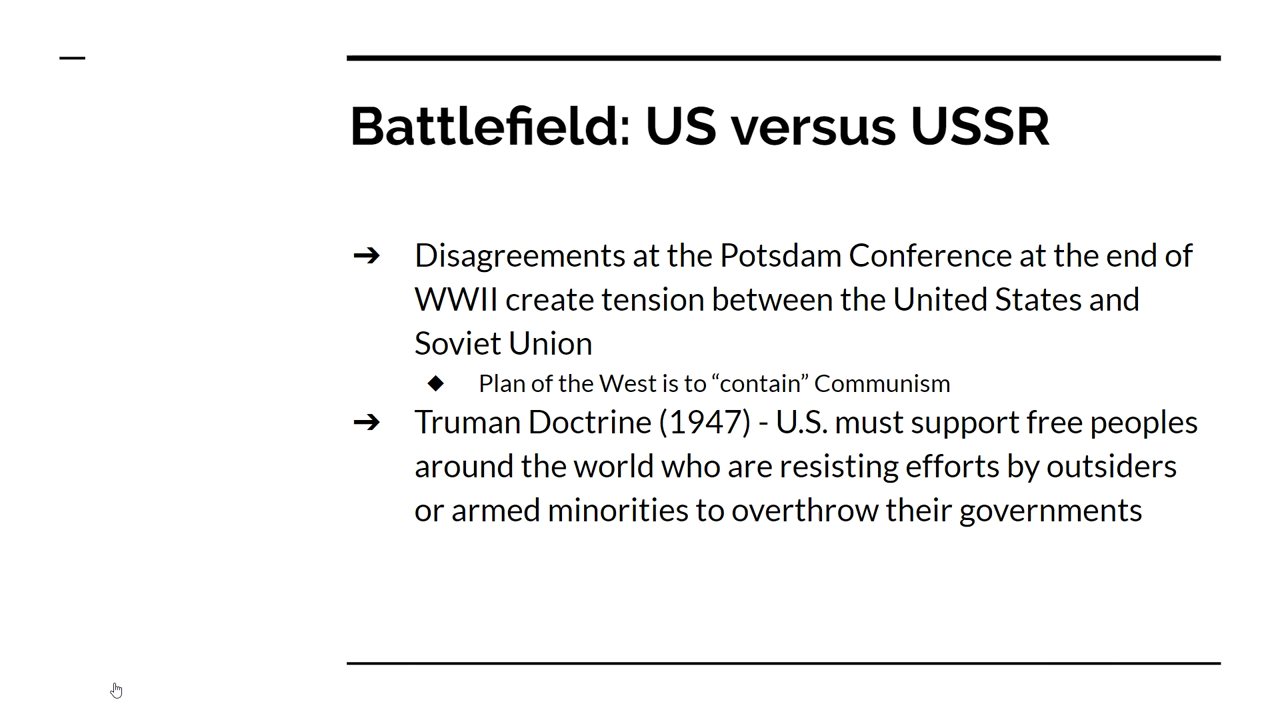 Battlefield: US versus USSR
➔ Disagreements at the Potsdam Conference at the end of
WWII create tension between the United States and
Soviet Union
◆ Plan of the West is to “contain” Communism
➔ Truman Doctrine (1947) - U.S. must support free peoples
around the world who are resisting efforts by outsiders
or armed minorities to overthrow their governments